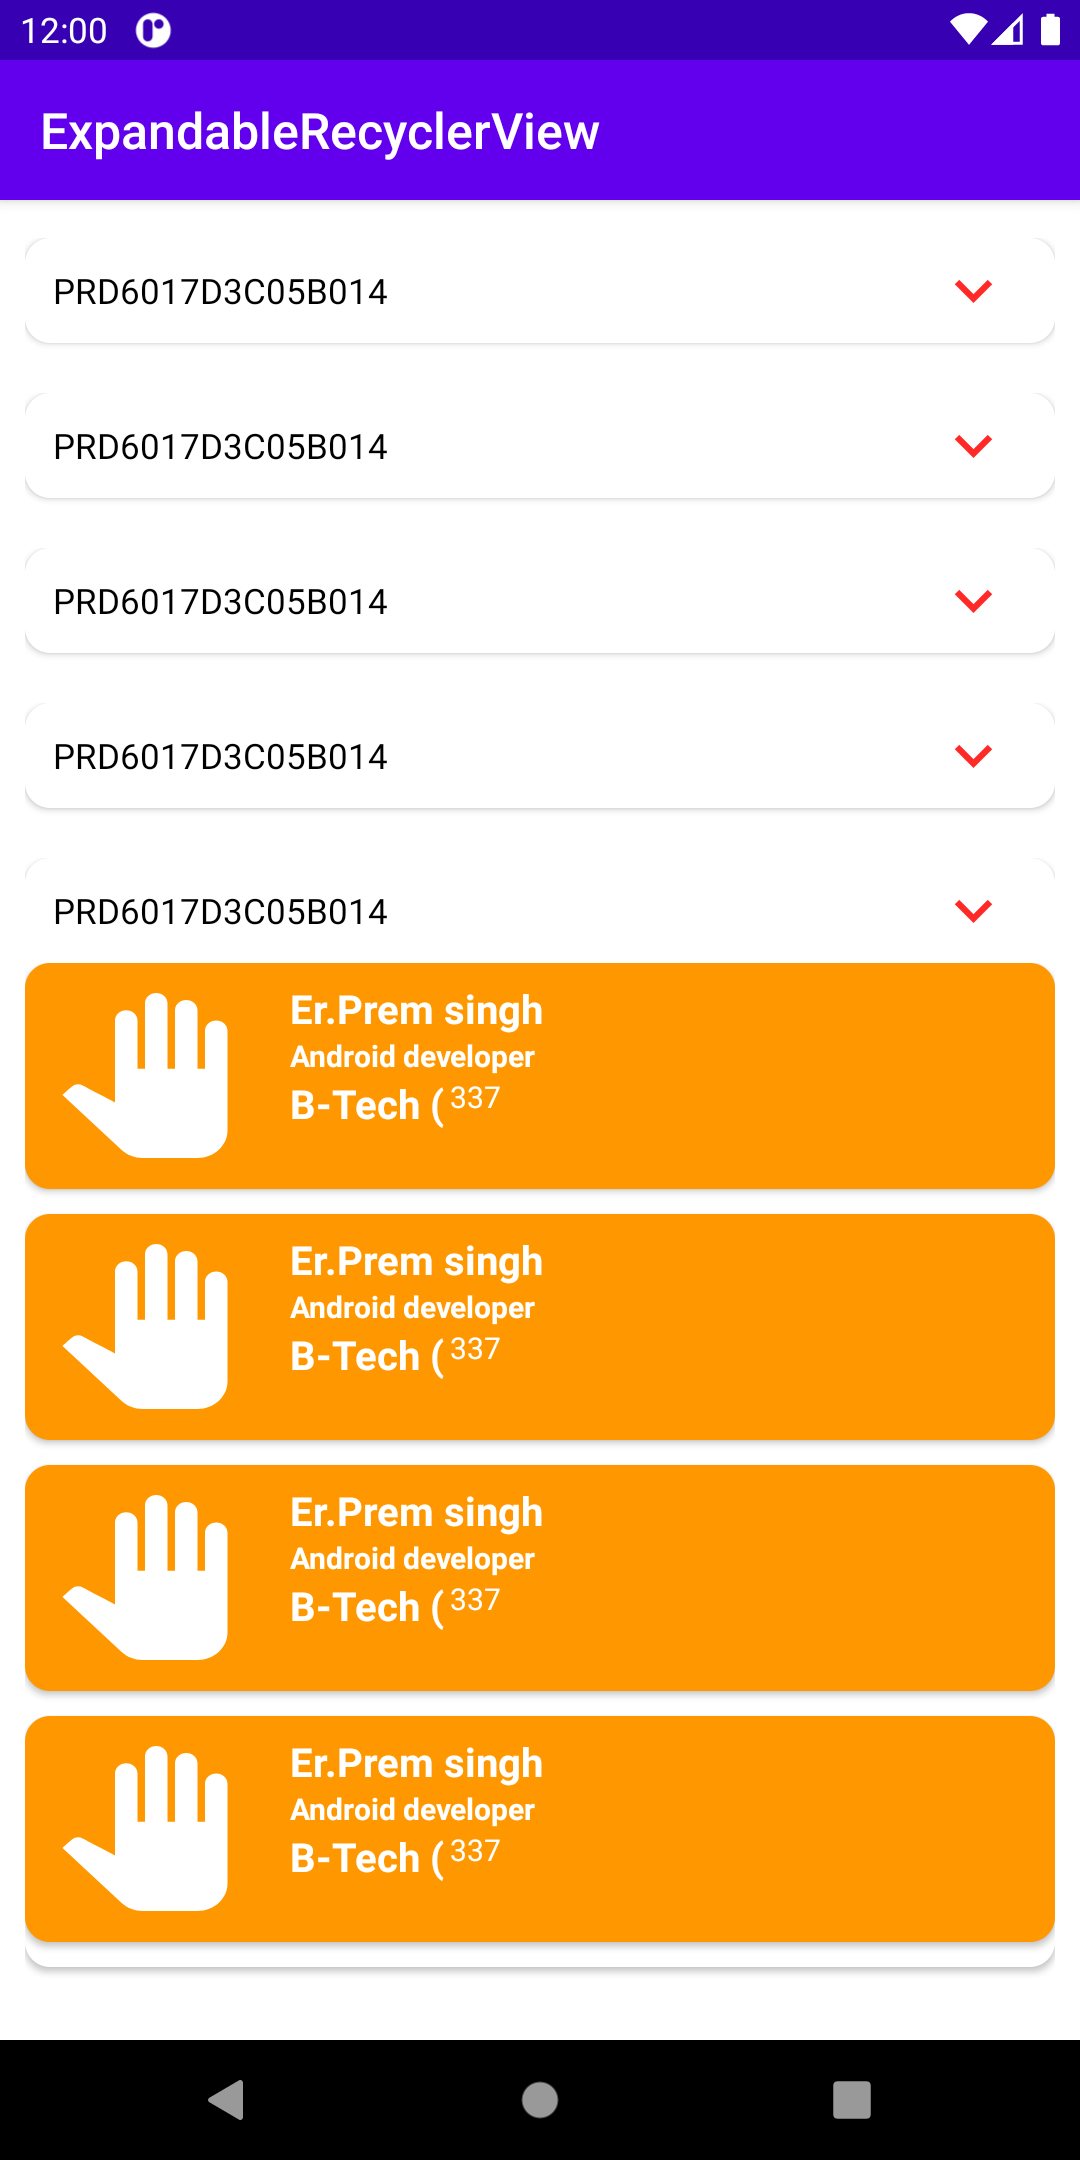 12:00
ExpandableRecyclerView
PRD6017D3C05B014
PRD6017D3C05B014
PRD6017D3C05B014
PRD6017D3C05B014
PRD6017D3C05B014
Er.Prem singh
Android developer
B-Tech ( 337
Er.Prem singh
Android developer
B-Tech ( 337
Er.Prem singh
Android developer
B-Tech ( 337
Er.Prem singh
Android developer
B-Tech ( 337